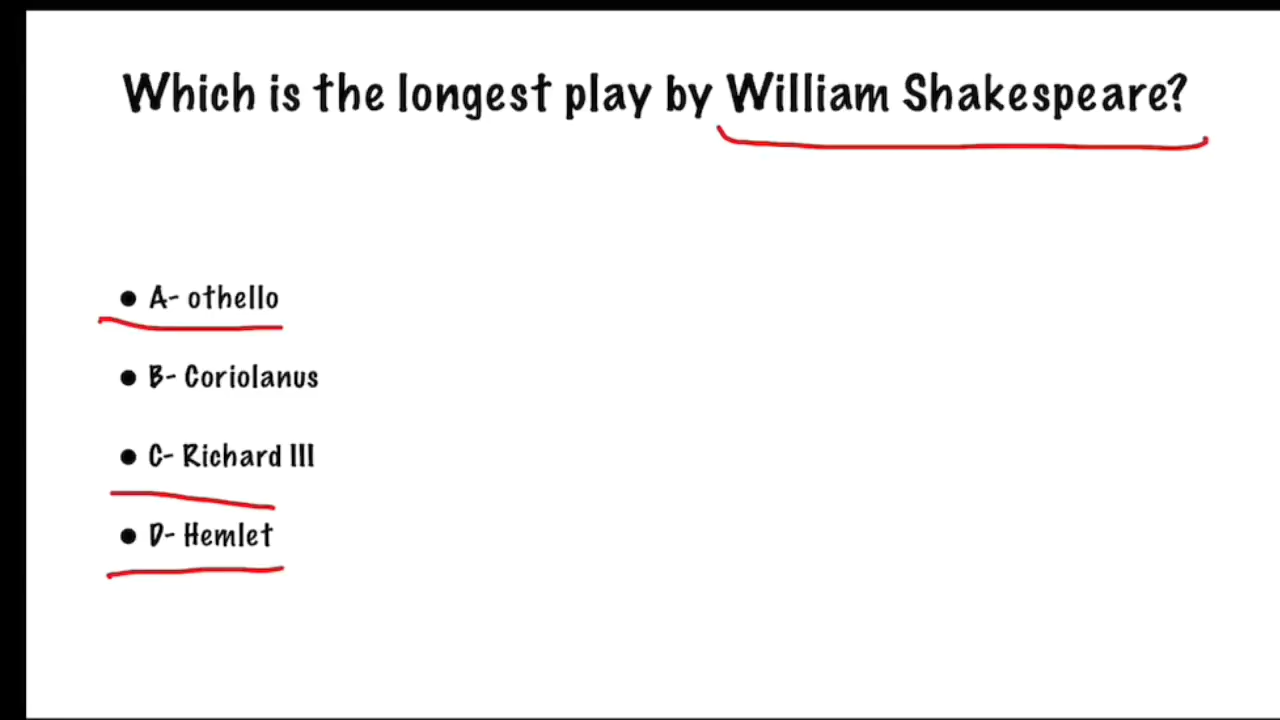 Which is the longest play by William Shakespeare?
● A- othello
● B- Coriolanus
● C- Richard III
● D- Hemlet